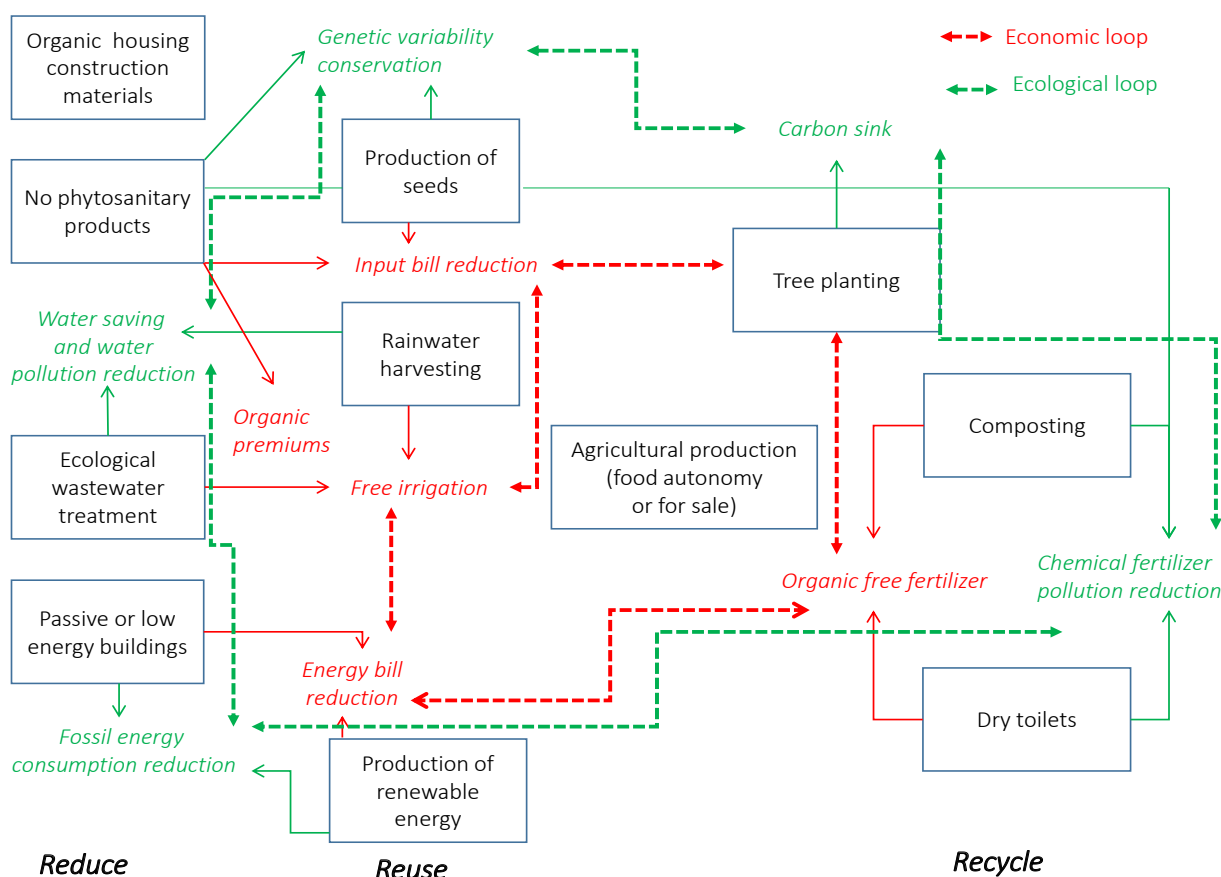 Organic housing
construction
materials
Genetic variability
conservation
Economic loop
Ecological loop
Carbon sink
No phytosanitary
products
Production of
seeds
Input bill reduction
Tree planting
Water saving
and water
pollution reduction
Rainwater
harvesting
Organic
premiums
Composting
Ecological
wastewater
treatment
Free irrigation
Agricultural production
(food autonomy
or for sale)
Passive or low
energy buildings
Organic free fertilizer
Chemical fertilizer
pollution reduction
Energy bill
reduction
Dry toilets
Fossil energy
consumption reduction
Production of
renewable
energy
Reduce
Reuse
Recycle